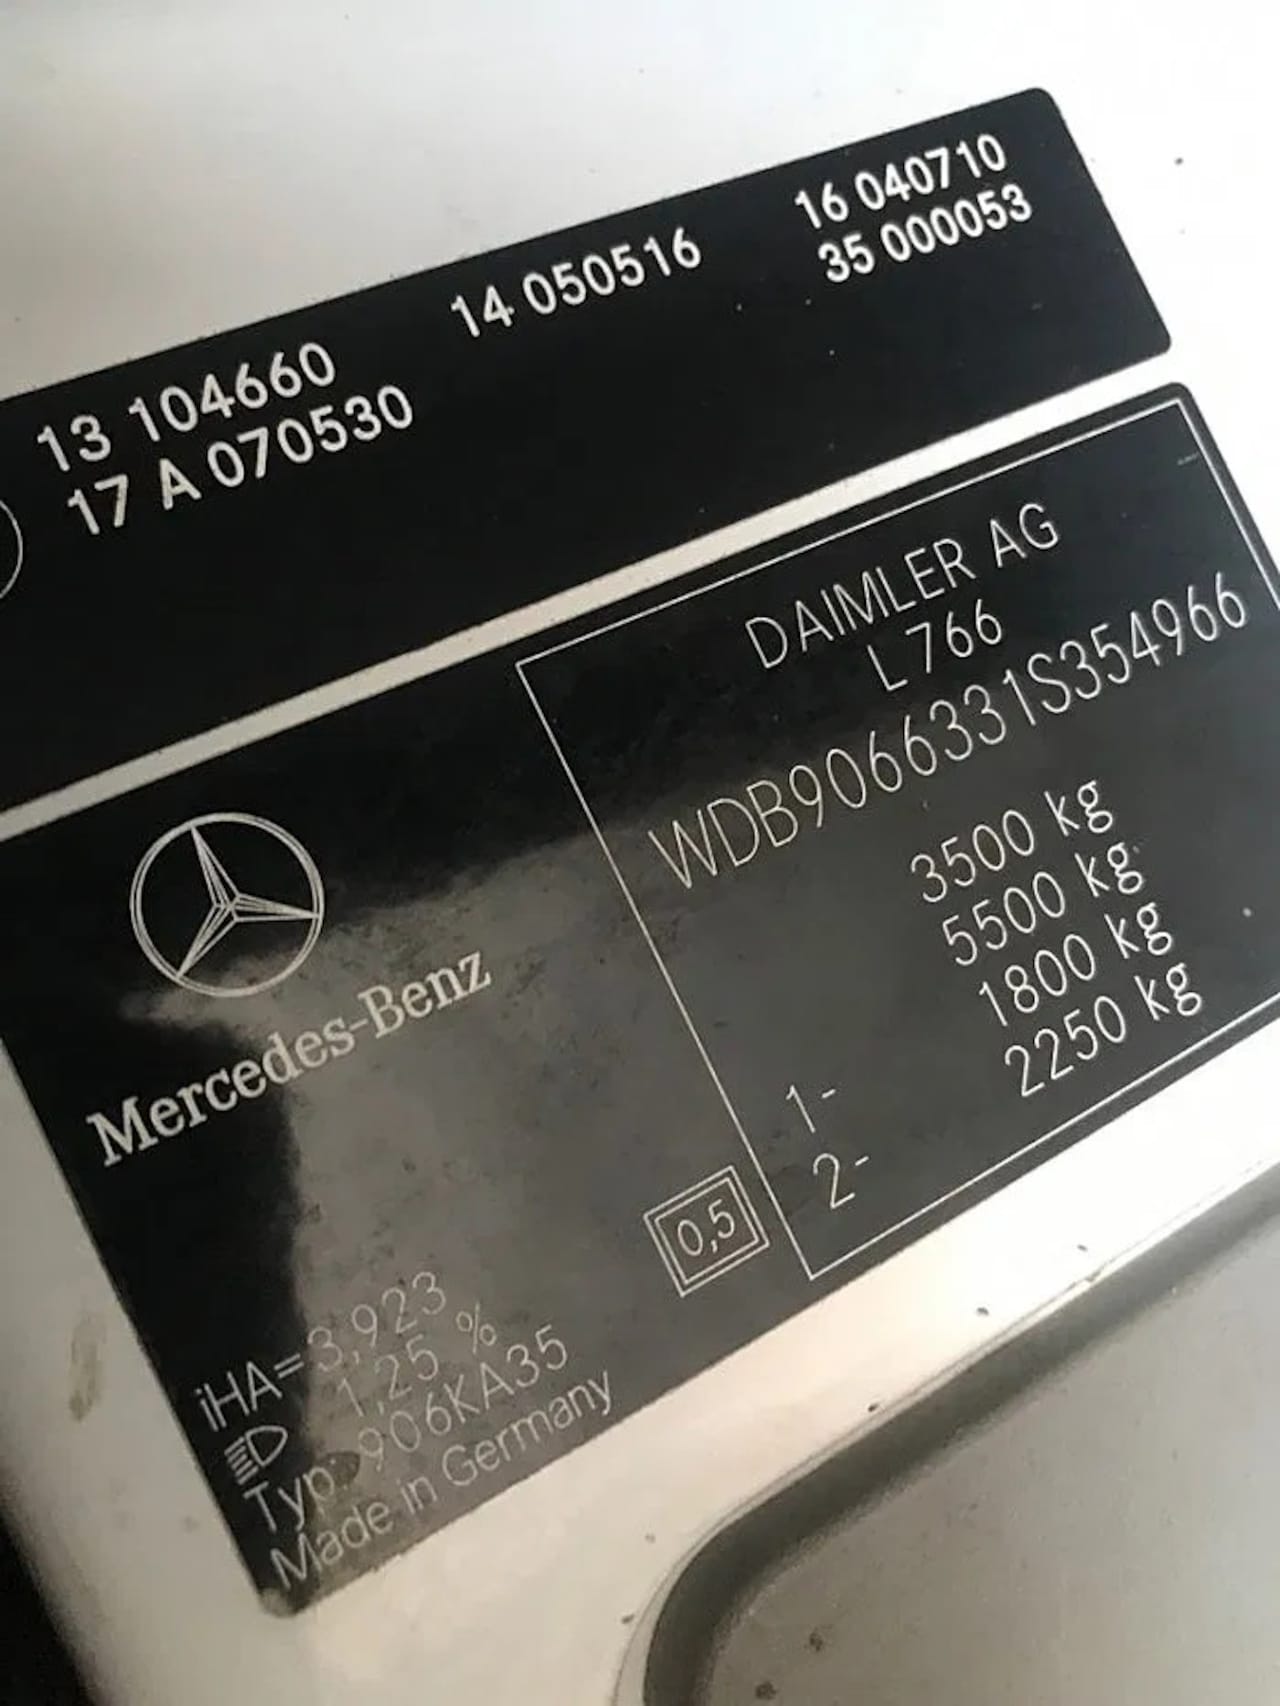 13 104660 14 050516 16 040710
17 A 070530 35 000053
DAIMLER AG
L 766
WDB9066331S354966
3500 kg
5500 kg
1- 1800 kg
2- 2250 kg
Mercedes-Benz
0,5
iHA=3,923
1,25 %
Typ: 906KA35
Made in Germany